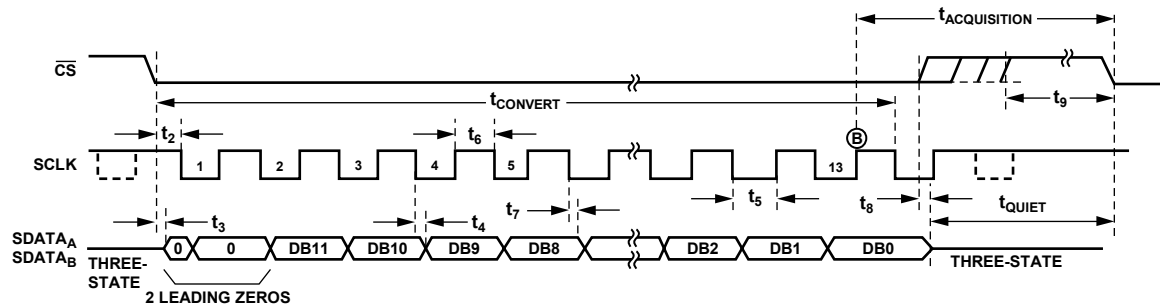 tACQUISITION
CS
tCONVERT
t9
t2
t6
B
SCLK
1
2
3
4
5
13
t3
t4
t7
t5
t8
tQUIET
SDATAA
SDATAB
0
0
DB11
DB10
DB9
DB8
DB2
DB1
DB0
THREE-
STATE
THREE-STATE
2 LEADING ZEROS